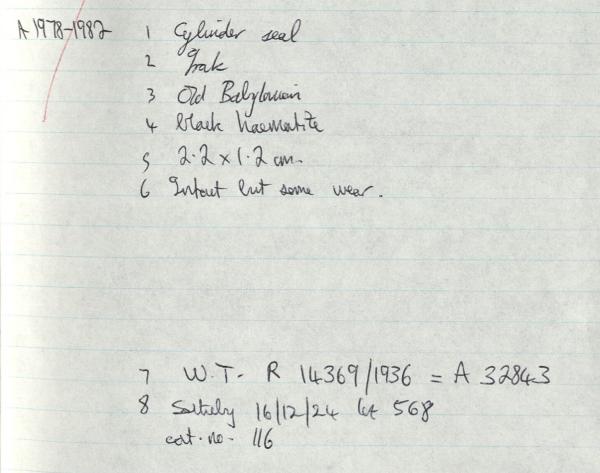 A 1978-1982 1 Cylinder seal
2 Irak
3 Old Babylonian
4 black haematite
5 2.2 x 1.2 cm.
6 Intact but some wear.
7 W.T. R 14369/1936 = A 32843
8 Sotheby 16/12/24 lot 568
cat. no. 116